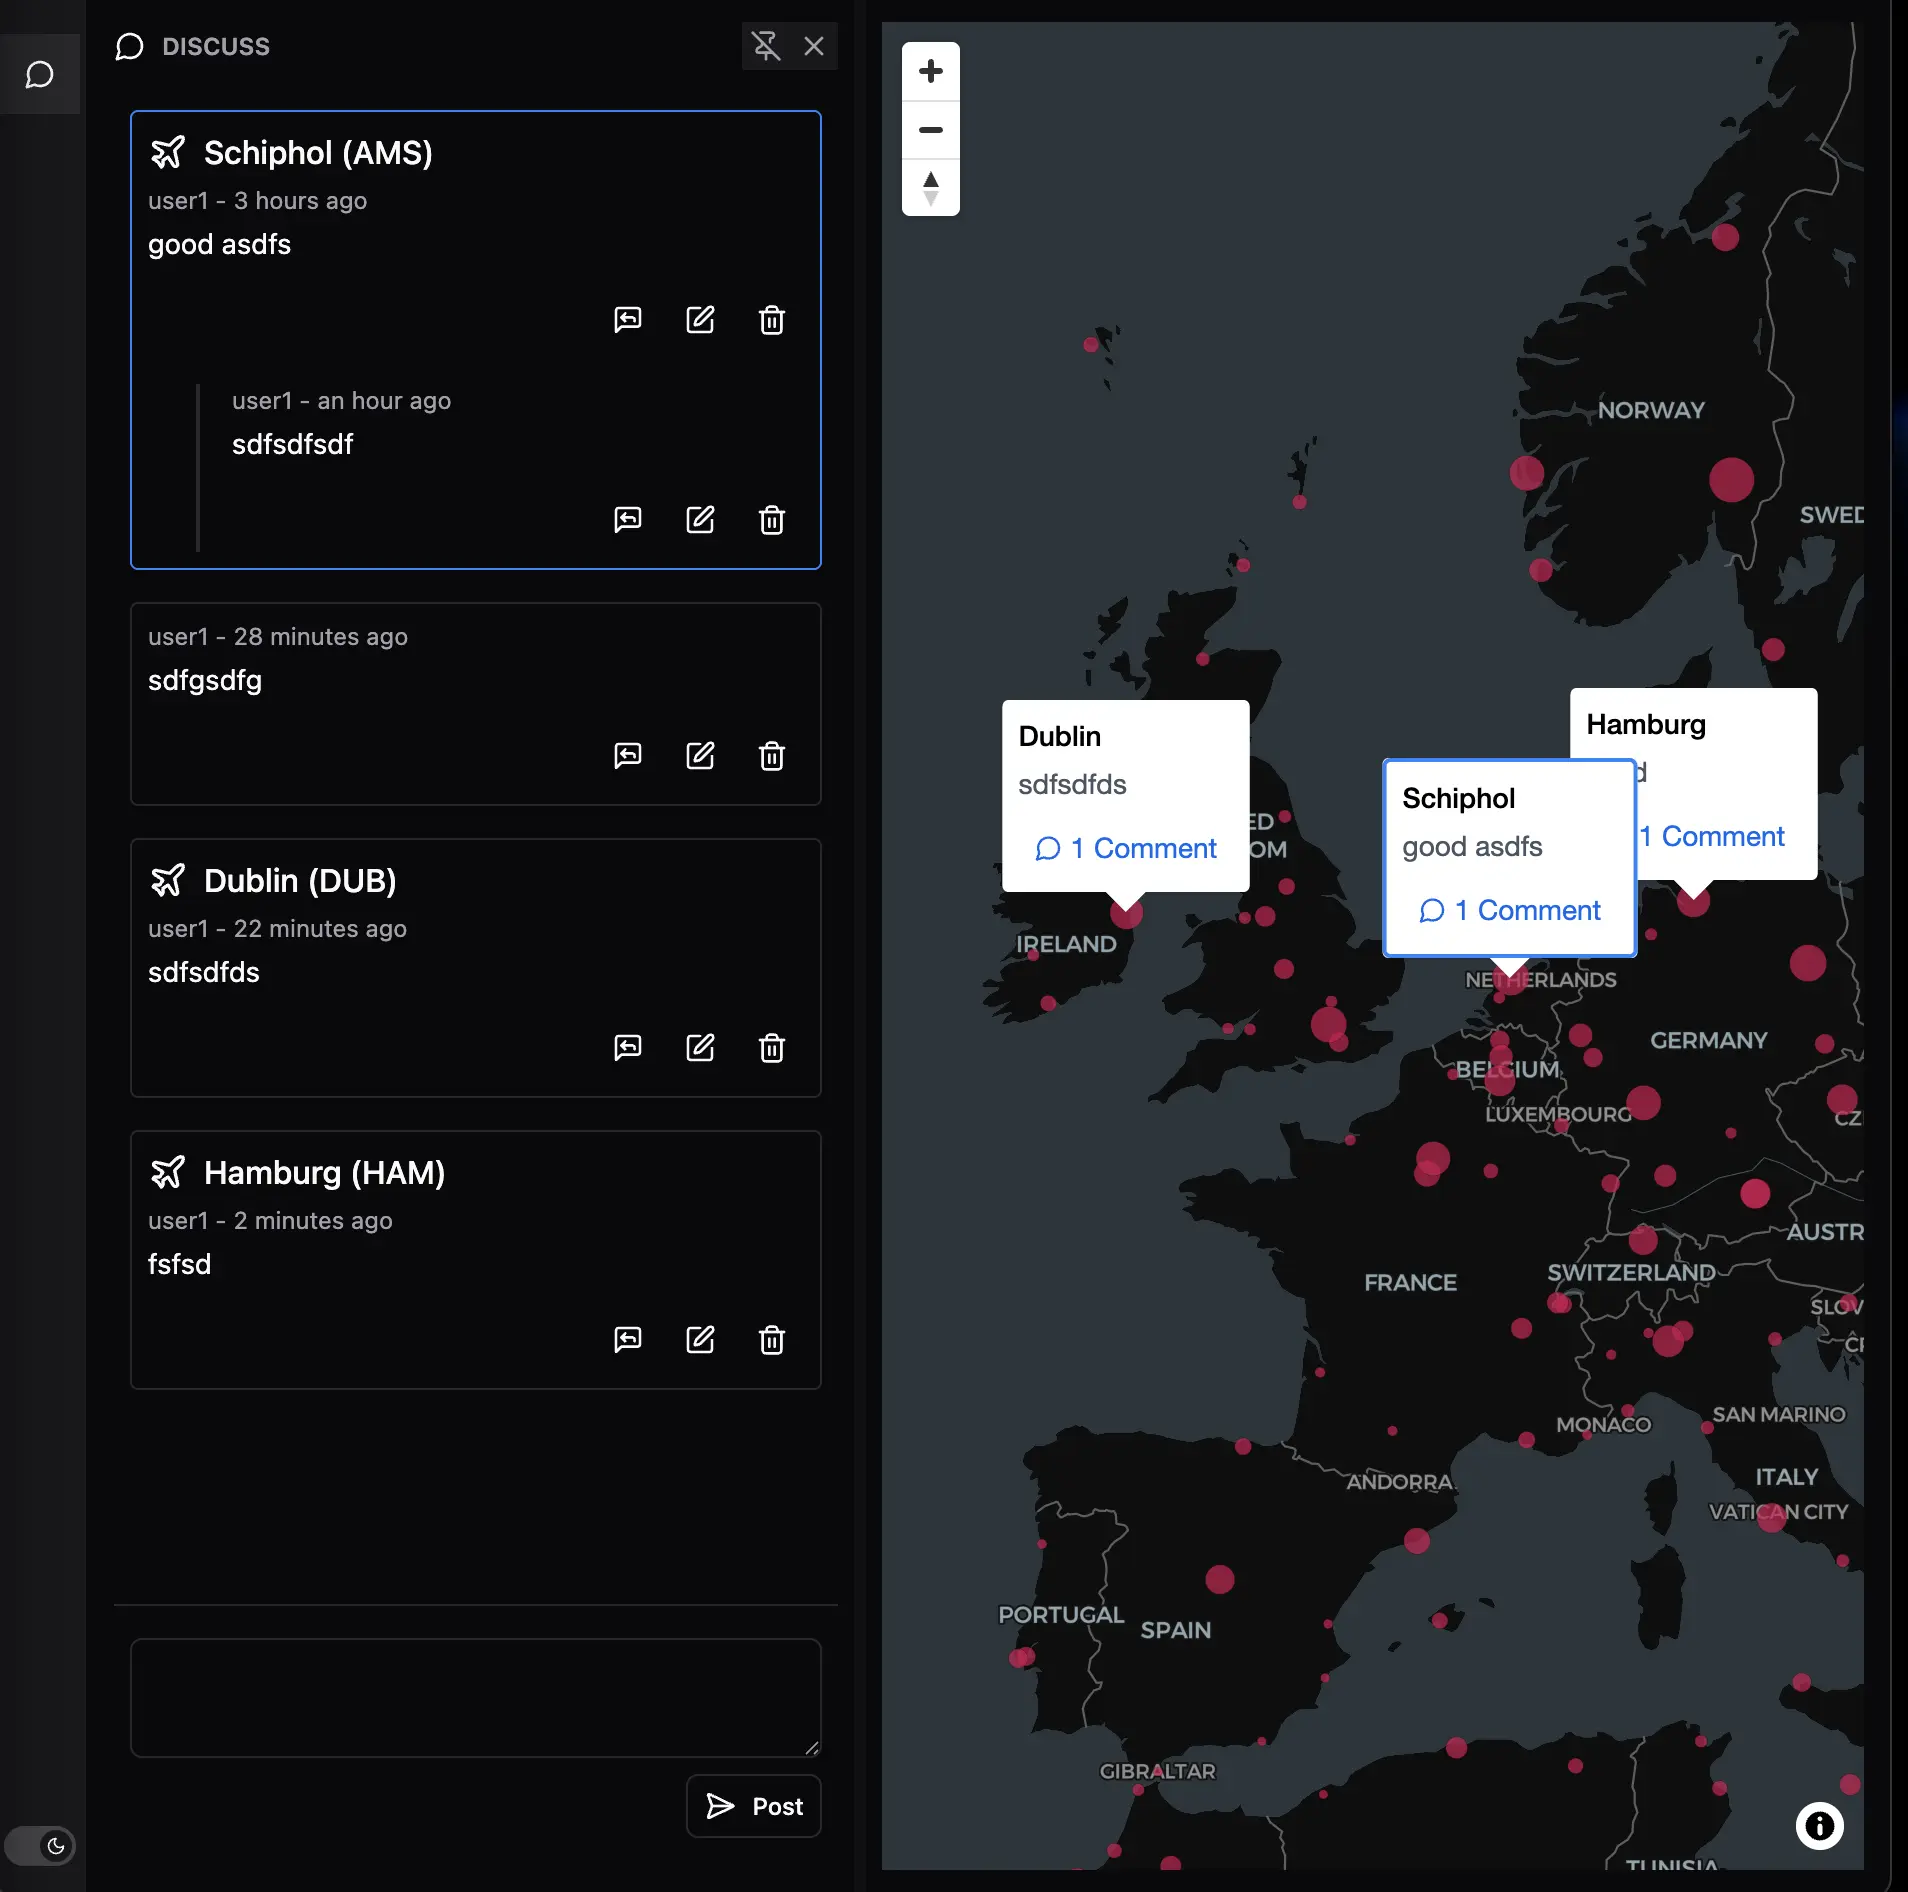 DISCUSS
Schiphol (AMS)
user1 - 3 hours ago
good asdfs
user1 - an hour ago
sdfsdfsdf
user1 - 28 minutes ago
sdfgsdfg
Dublin (DUB)
user1 - 22 minutes ago
sdfsdfds
Hamburg (HAM)
user1 - 2 minutes ago
fsfsd
Post
NORWAY
SWED
Dublin
sdfsdfds
1 Comment
Hamburg
d
1 Comment
Schiphol
good asdfs
1 Comment
ED
OM
IRELAND
NETHERLANDS
GERMANY
BELGIUM
LUXEMBOURG
CZ
AUSTR
SWITZERLAND
FRANCE
SLOV
MONACO
SAN MARINO
ANDORRA
ITALY
VATICAN CITY
PORTUGAL
SPAIN
GIBRALTAR
TUNISIA